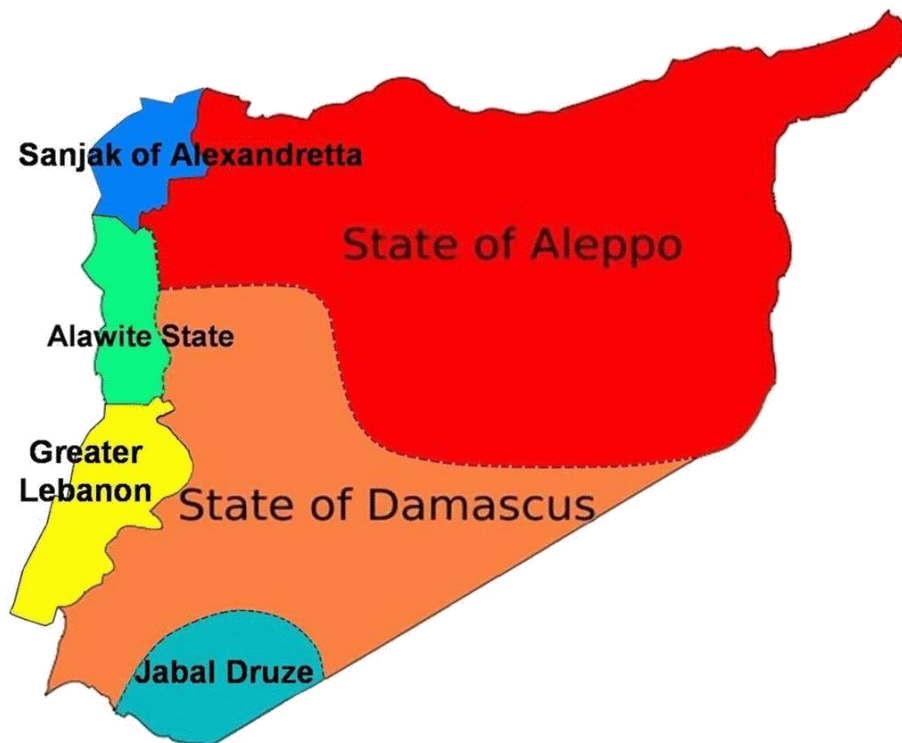 Sanjak of Alexandretta
State of Aleppo
Alawite State
Greater
Lebanon
State of Damascus
Jabal Druze